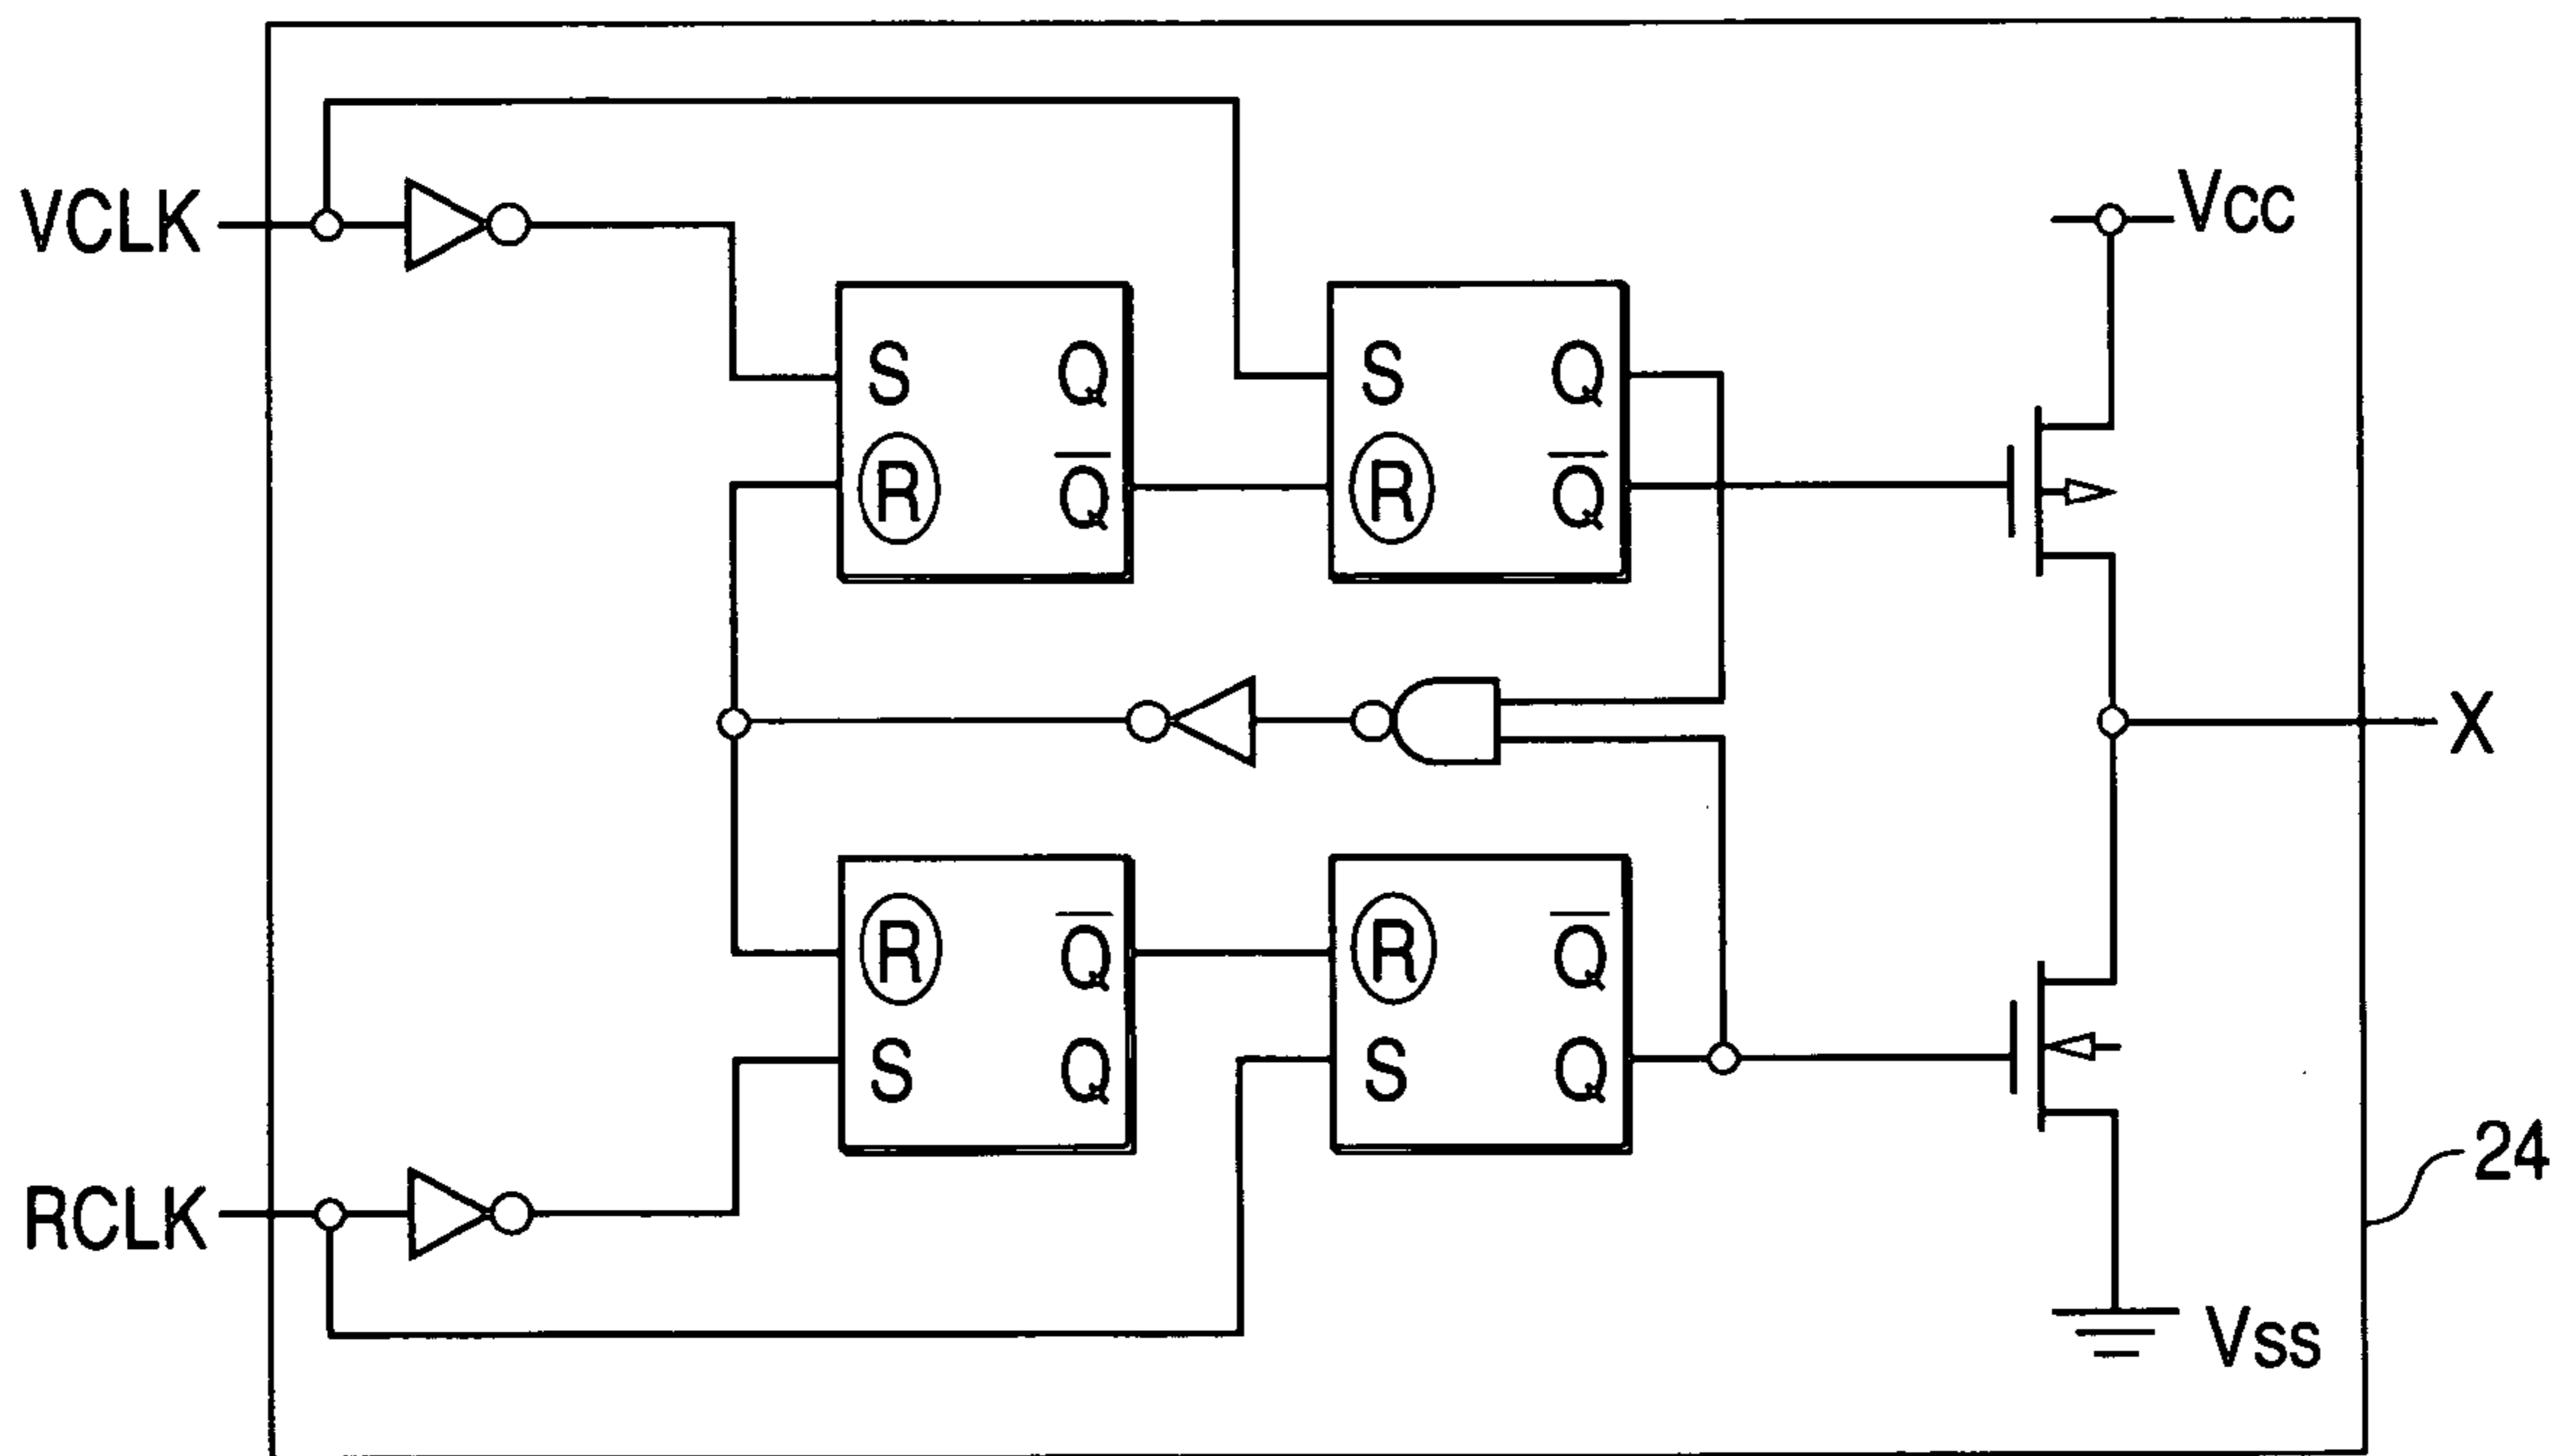 VCLK
Vcc
S Q
R Q̅
S Q
R Q̅
X
R Q̅
S Q
R Q̅
S Q
24
RCLK
Vss